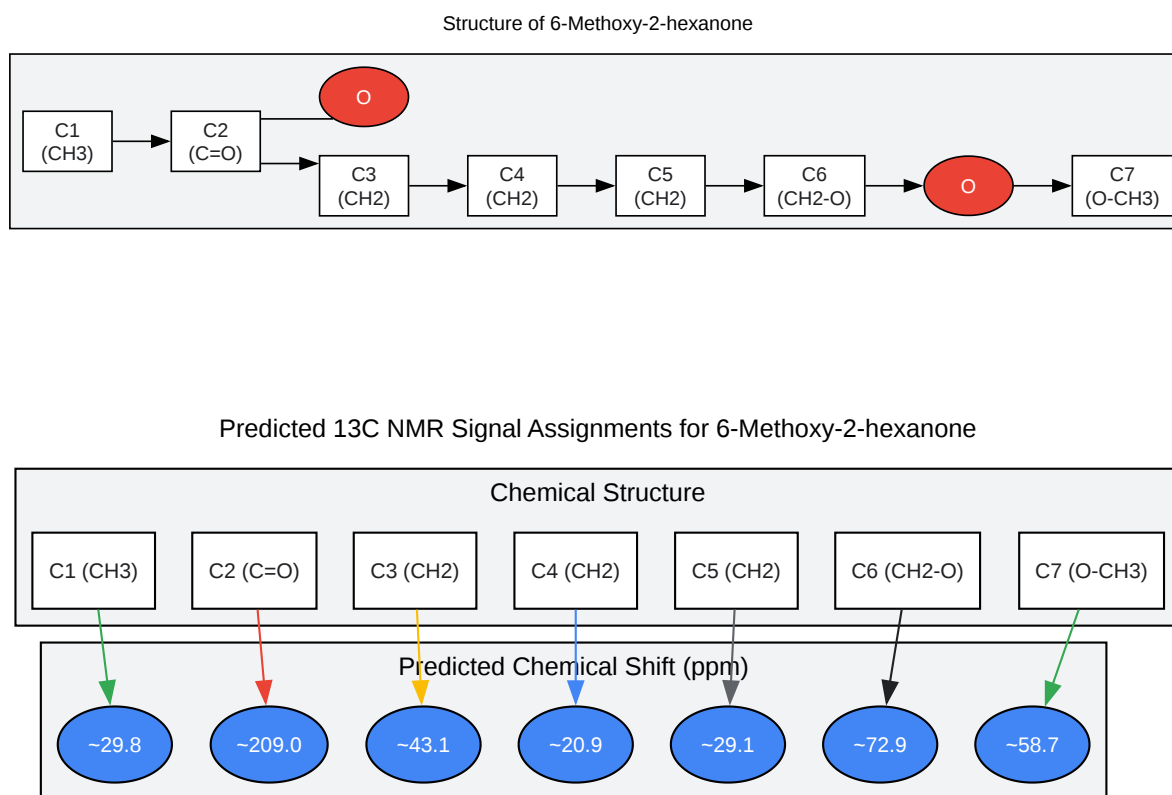 Structure of 6-Methoxy-2-hexanone
O
C1
(CH3)
C2
(C=O)
C3
(CH2)
C4
(CH2)
C5
(CH2)
C6
(CH2-O)
O
C7
(O-CH3)
Predicted 13C NMR Signal Assignments for 6-Methoxy-2-hexanone
Chemical Structure
C1 (CH3)
C2 (C=O)
C3 (CH2)
C4 (CH2)
C5 (CH2)
C6 (CH2-O)
C7 (O-CH3)
Predicted Chemical Shift (ppm)
~29.8
~209.0
~43.1
~20.9
~29.1
~72.9
~58.7